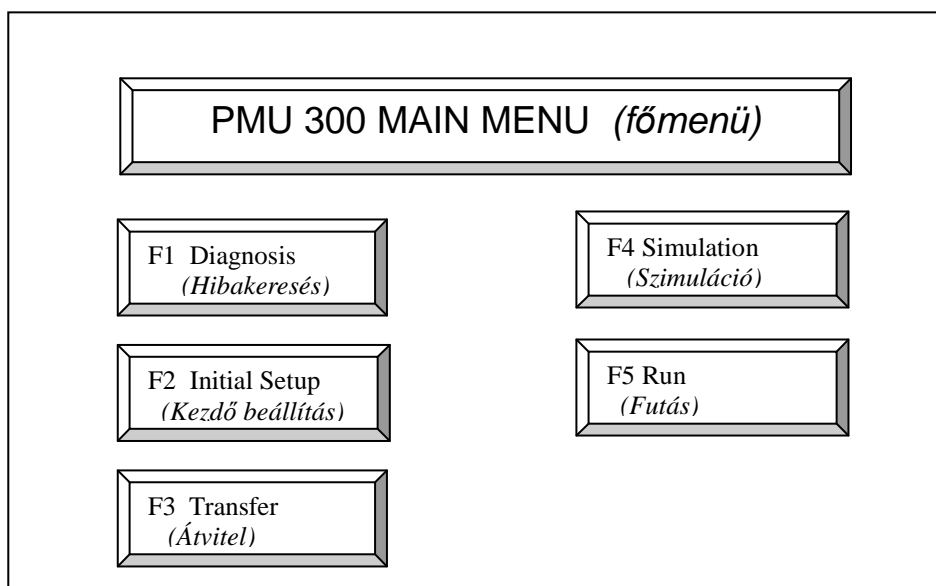 PMU 300 MAIN MENU (főmenü)
F1 Diagnosis
(Hibakeresés)
F2 Initial Setup
(Kezdő beállítás)
F3 Transfer
(Átvitel)
F4 Simulation
(Szimuláció)
F5 Run
(Futás)